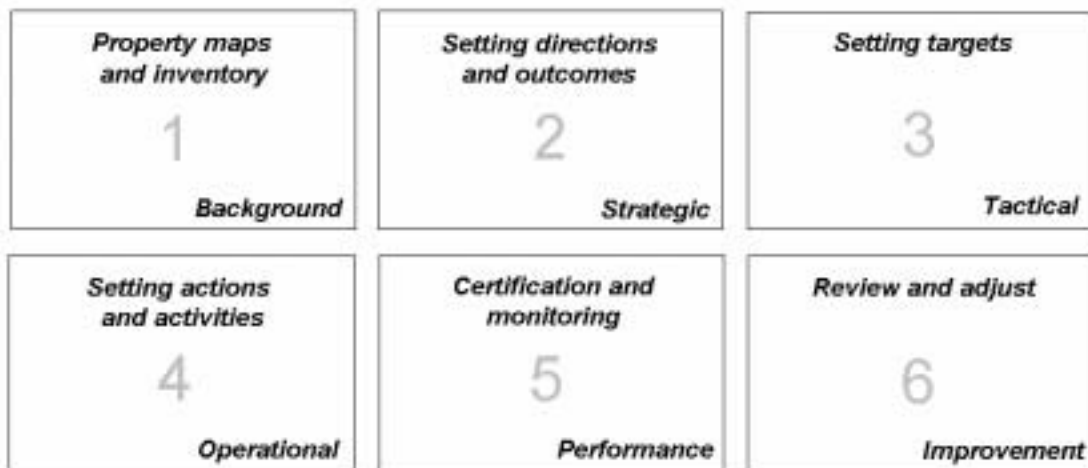 Property maps
and inventory
1
Background
Setting directions
and outcomes
2
Strategic
Setting targets
3
Tactical
Setting actions
and activities
4
Operational
Certification and
monitoring
5
Performance
Review and adjust
6
Improvement